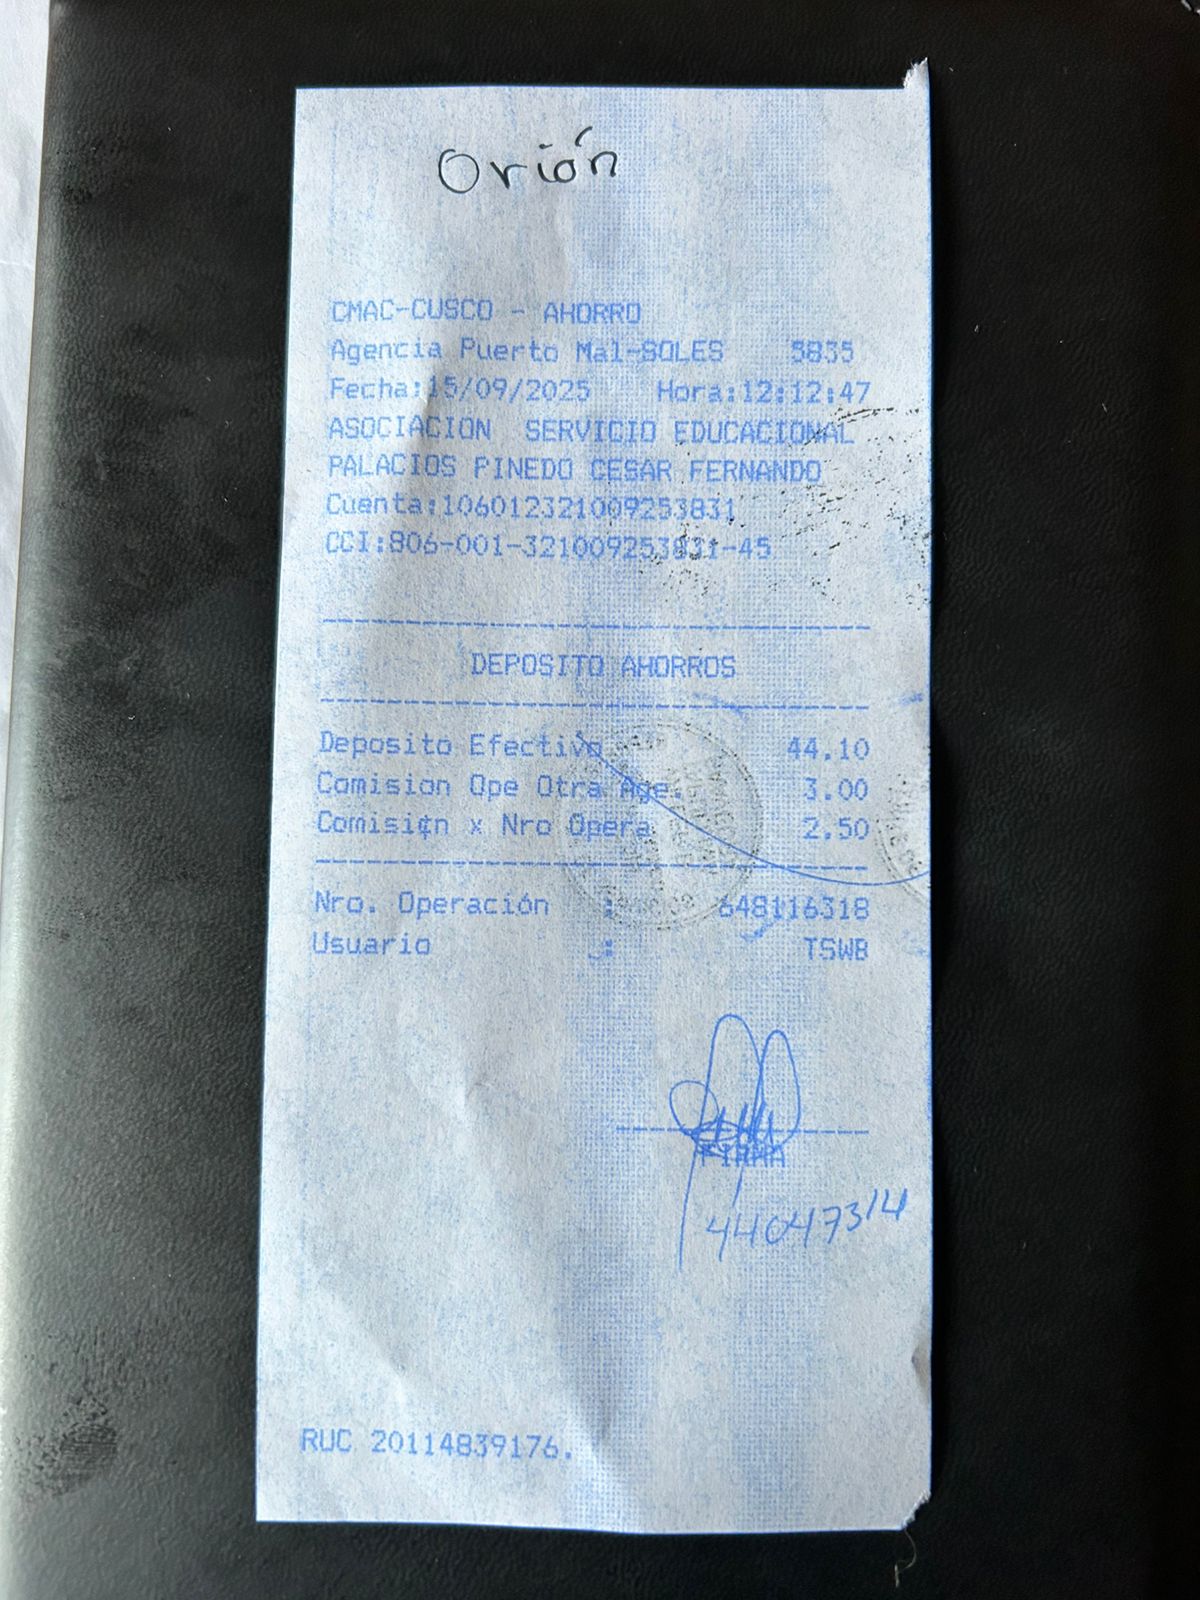 Orión
CMAC-CUSCO - AHORRO
Agencia Puerto Mal-SOLES 5835
Fecha:15/09/2025 Hora:12:12:47
ASOCIACION SERVICIO EDUCACIONAL
PALACIOS PINEDO CESAR FERNANDO
Cuenta:106012321009253831
CCI:806-001-321009253831-45
DEPOSITO AHORROS
Deposito Efectivo 44.10
Comision Ope Otra Age. 3.00
Comisi¢n x Nro Opera 2.50
Nro. Operación : 648116318
Usuario : TSWB
FIRMA
44047314
RUC 20114839176.